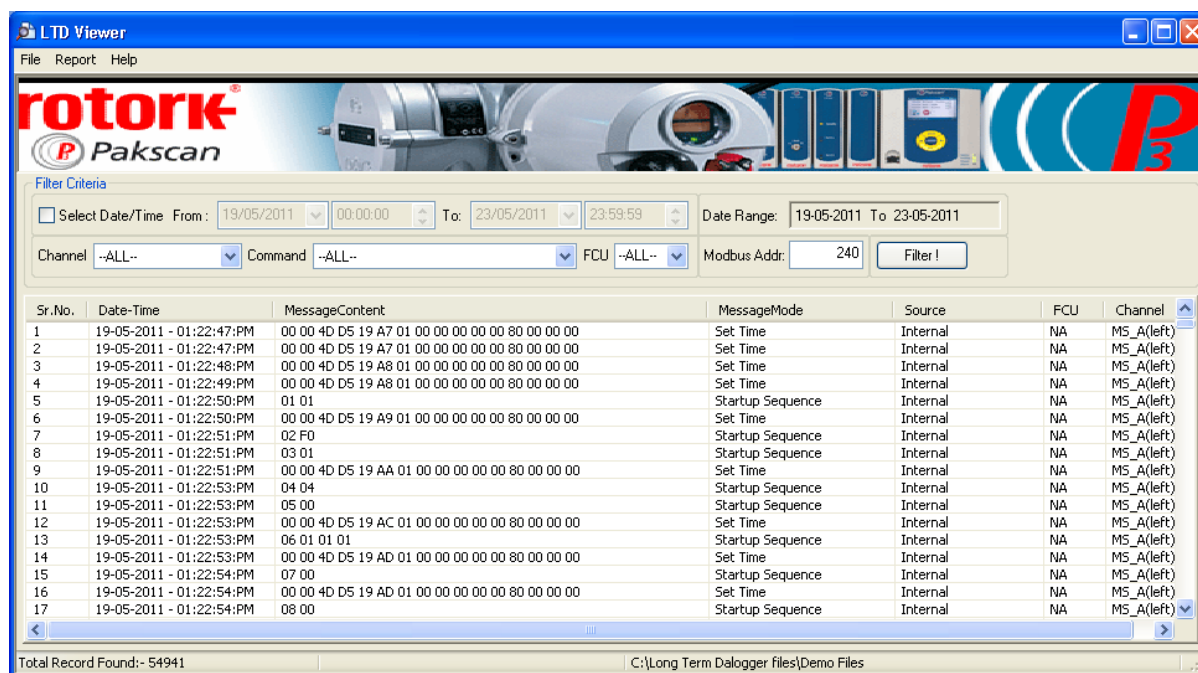 LTD Viewer
File Report Help
rotork®
Pakscan
P3
Filter Criteria
Select Date/Time From : 19/05/2011 00:00:00 To: 23/05/2011 23:59:59 Date Range: 19-05-2011 To 23-05-2011
Channel --ALL-- Command --ALL-- FCU --ALL-- Modbus Addr: 240 Filter !
Sr.No. Date-Time MessageContent MessageMode Source FCU Channel
1 19-05-2011 - 01:22:47:PM 00 00 4D D5 19 A7 01 00 00 00 00 00 80 00 00 00 Set Time Internal NA MS_A(left)
2 19-05-2011 - 01:22:47:PM 00 00 4D D5 19 A7 01 00 00 00 00 00 80 00 00 00 Set Time Internal NA MS_A(left)
3 19-05-2011 - 01:22:48:PM 00 00 4D D5 19 A8 01 00 00 00 00 00 80 00 00 00 Set Time Internal NA MS_A(left)
4 19-05-2011 - 01:22:49:PM 00 00 4D D5 19 A8 01 00 00 00 00 00 80 00 00 00 Set Time Internal NA MS_A(left)
5 19-05-2011 - 01:22:50:PM 01 01 Startup Sequence Internal NA MS_A(left)
6 19-05-2011 - 01:22:50:PM 00 00 4D D5 19 A9 01 00 00 00 00 00 80 00 00 00 Set Time Internal NA MS_A(left)
7 19-05-2011 - 01:22:51:PM 02 F0 Startup Sequence Internal NA MS_A(left)
8 19-05-2011 - 01:22:51:PM 03 01 Startup Sequence Internal NA MS_A(left)
9 19-05-2011 - 01:22:51:PM 00 00 4D D5 19 AA 01 00 00 00 00 00 80 00 00 00 Set Time Internal NA MS_A(left)
10 19-05-2011 - 01:22:53:PM 04 04 Startup Sequence Internal NA MS_A(left)
11 19-05-2011 - 01:22:53:PM 05 00 Startup Sequence Internal NA MS_A(left)
12 19-05-2011 - 01:22:53:PM 00 00 4D D5 19 AC 01 00 00 00 00 00 80 00 00 00 Set Time Internal NA MS_A(left)
13 19-05-2011 - 01:22:53:PM 06 01 01 01 Startup Sequence Internal NA MS_A(left)
14 19-05-2011 - 01:22:53:PM 00 00 4D D5 19 AD 01 00 00 00 00 00 80 00 00 00 Set Time Internal NA MS_A(left)
15 19-05-2011 - 01:22:54:PM 07 00 Startup Sequence Internal NA MS_A(left)
16 19-05-2011 - 01:22:54:PM 00 00 4D D5 19 AD 01 00 00 00 00 00 80 00 00 00 Set Time Internal NA MS_A(left)
17 19-05-2011 - 01:22:54:PM 08 00 Startup Sequence Internal NA MS_A(left)
Total Record Found:- 54941 C:\Long Term Dalogger files\Demo Files